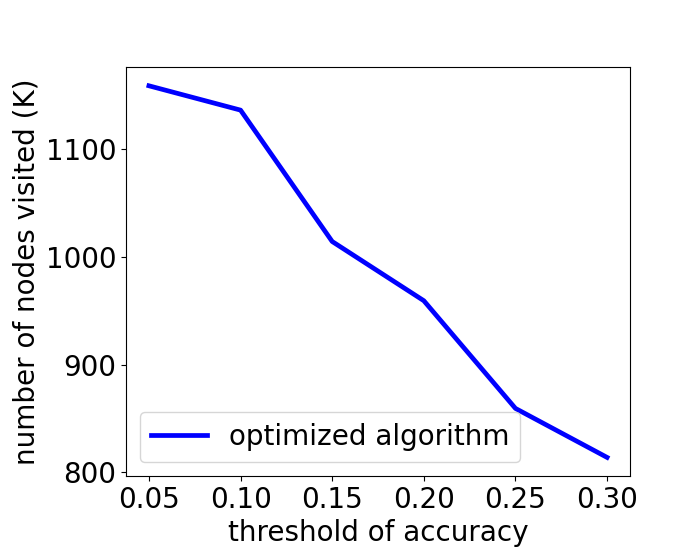 number of nodes visited (K)
1100
1000
900
800
optimized algorithm
0.05 0.10 0.15 0.20 0.25 0.30
threshold of accuracy